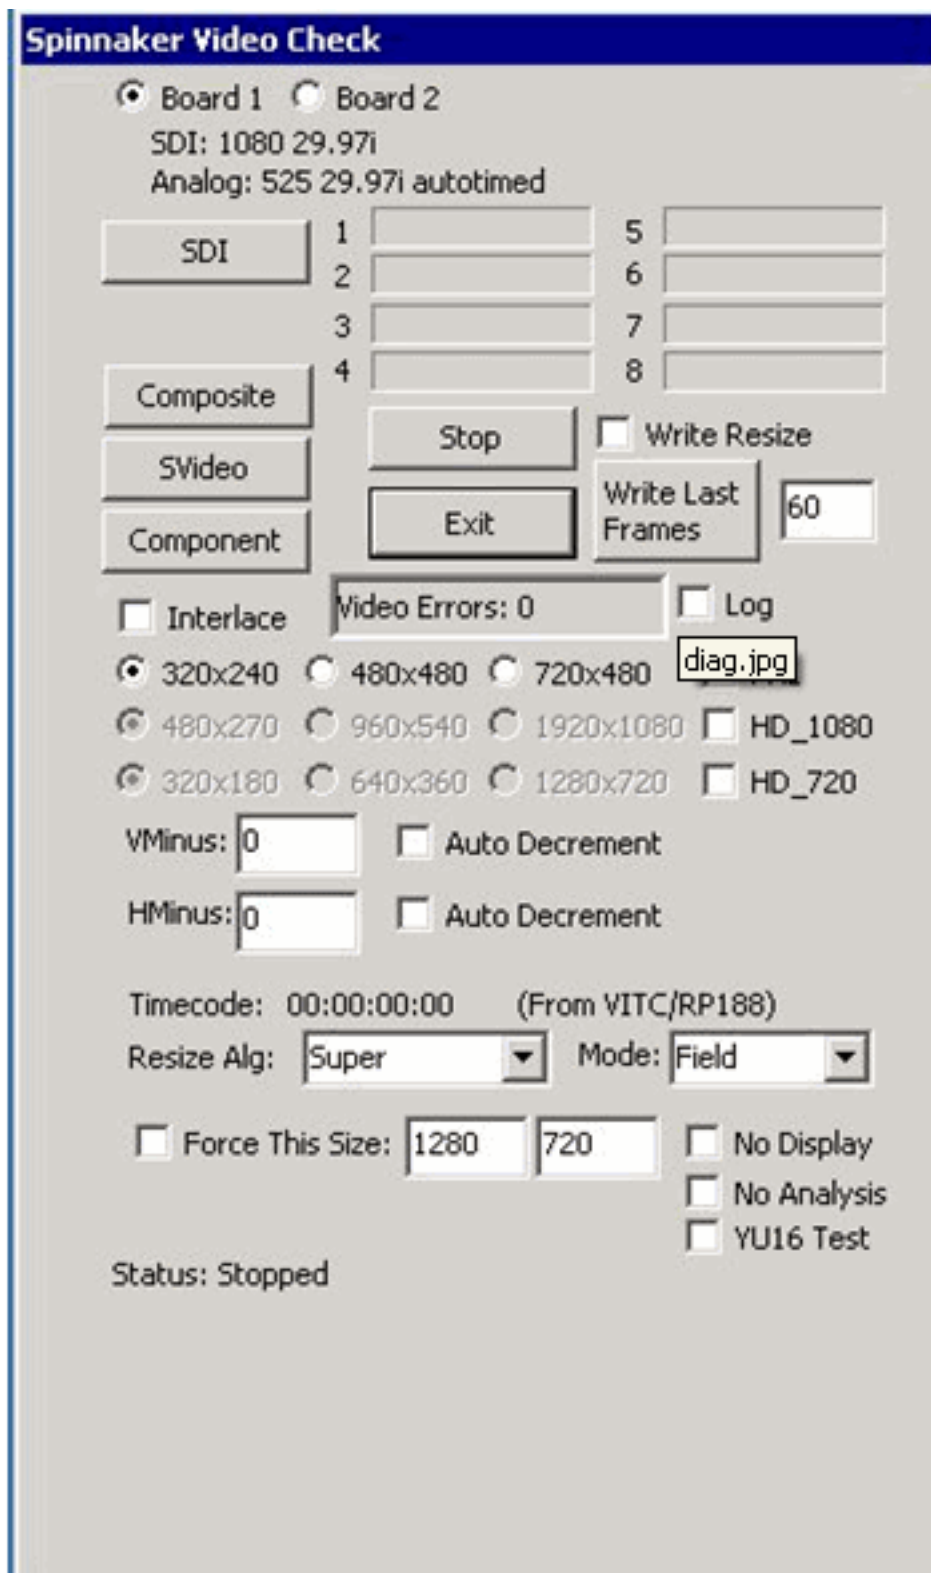 Spinnaker Video Check
Board 1 Board 2
SDI: 1080 29.97i
Analog: 525 29.97i autotimed
SDI 1 5
2 6
3 7
4 8
Composite
Stop Write Resize
SVideo
Write Last Frames 60
Exit
Component
Interlace Video Errors: 0 Log
diag.jpg
320x240 480x480 720x480
480x270 960x540 1920x1080 HD_1080
320x180 640x360 1280x720 HD_720
VMinus: 0 Auto Decrement
HMinus: 0 Auto Decrement
Timecode: 00:00:00:00 (From VITC/RP188)
Resize Alg: Super Mode: Field
Force This Size: 1280 720 No Display
No Analysis
YU16 Test
Status: Stopped